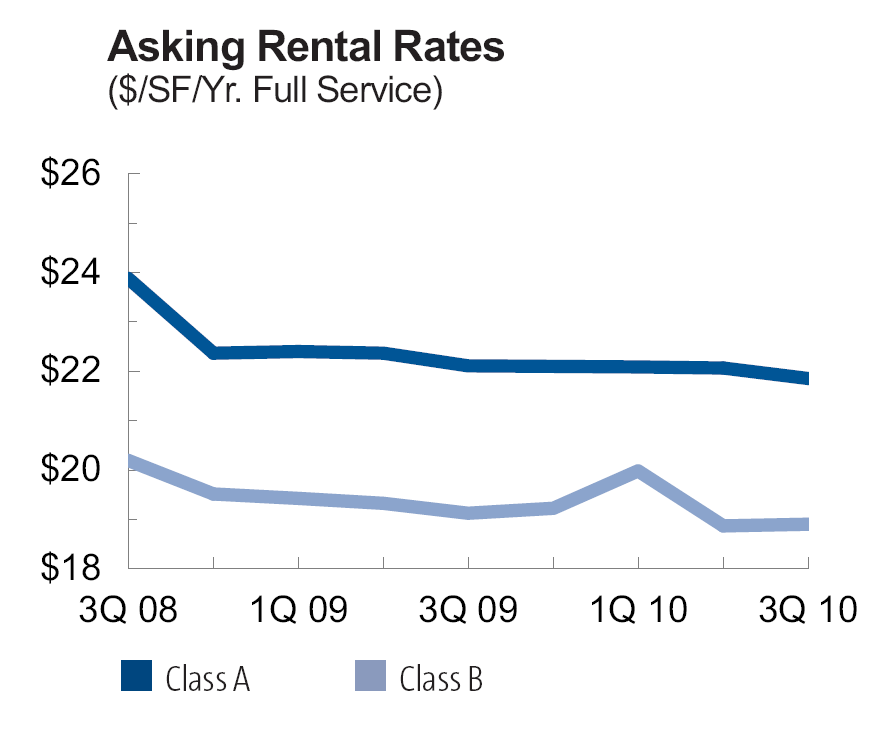 Asking Rental Rates
($/SF/Yr. Full Service)
$26
$24
$22
$20
$18
3Q 08 1Q 09 3Q 09 1Q 10 3Q 10
Class A Class B